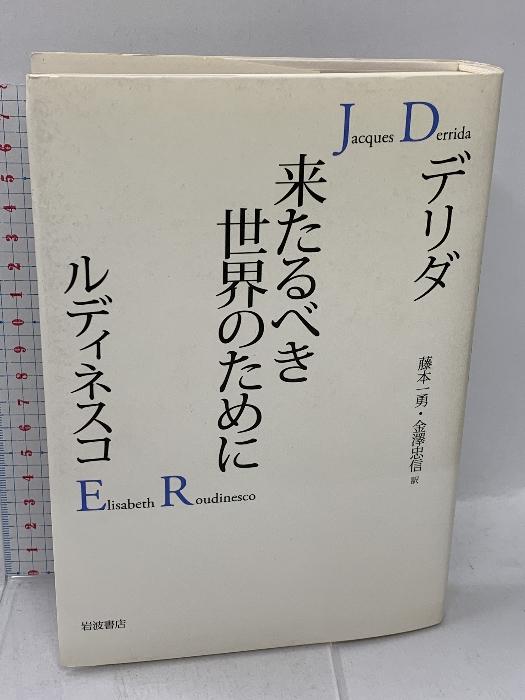 Jacques Derrida
デリダ
来たるべき
世界のために
ルディネスコ
Elisabeth Roudinesco
藤本一勇・金澤忠信 訳
岩波書店